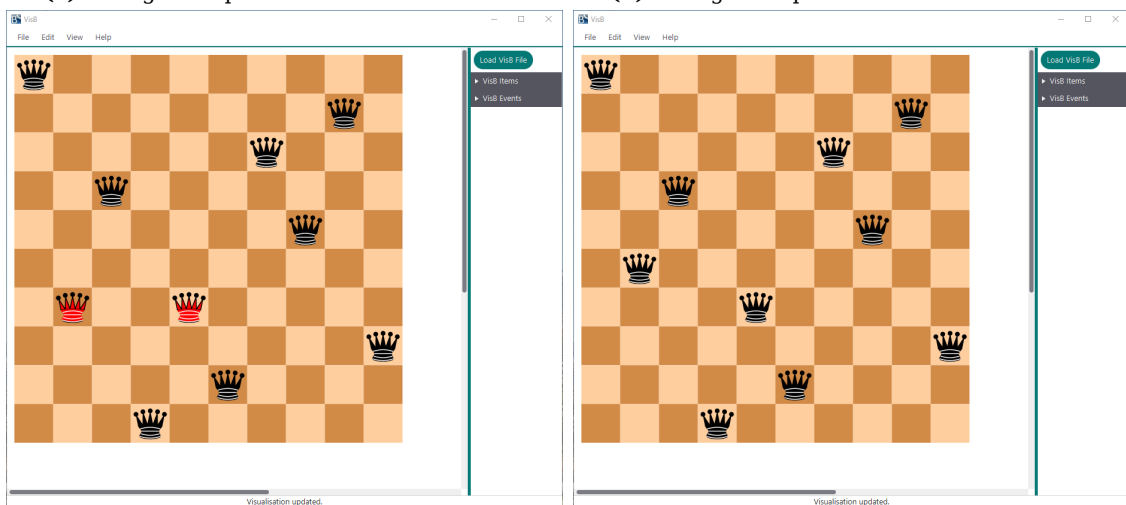 VisB
File Edit View Help
Load VisB File
VisB Items
VisB Events
Visualisation updated.
VisB
File Edit View Help
Load VisB File
VisB Items
VisB Events
Visualisation updated.